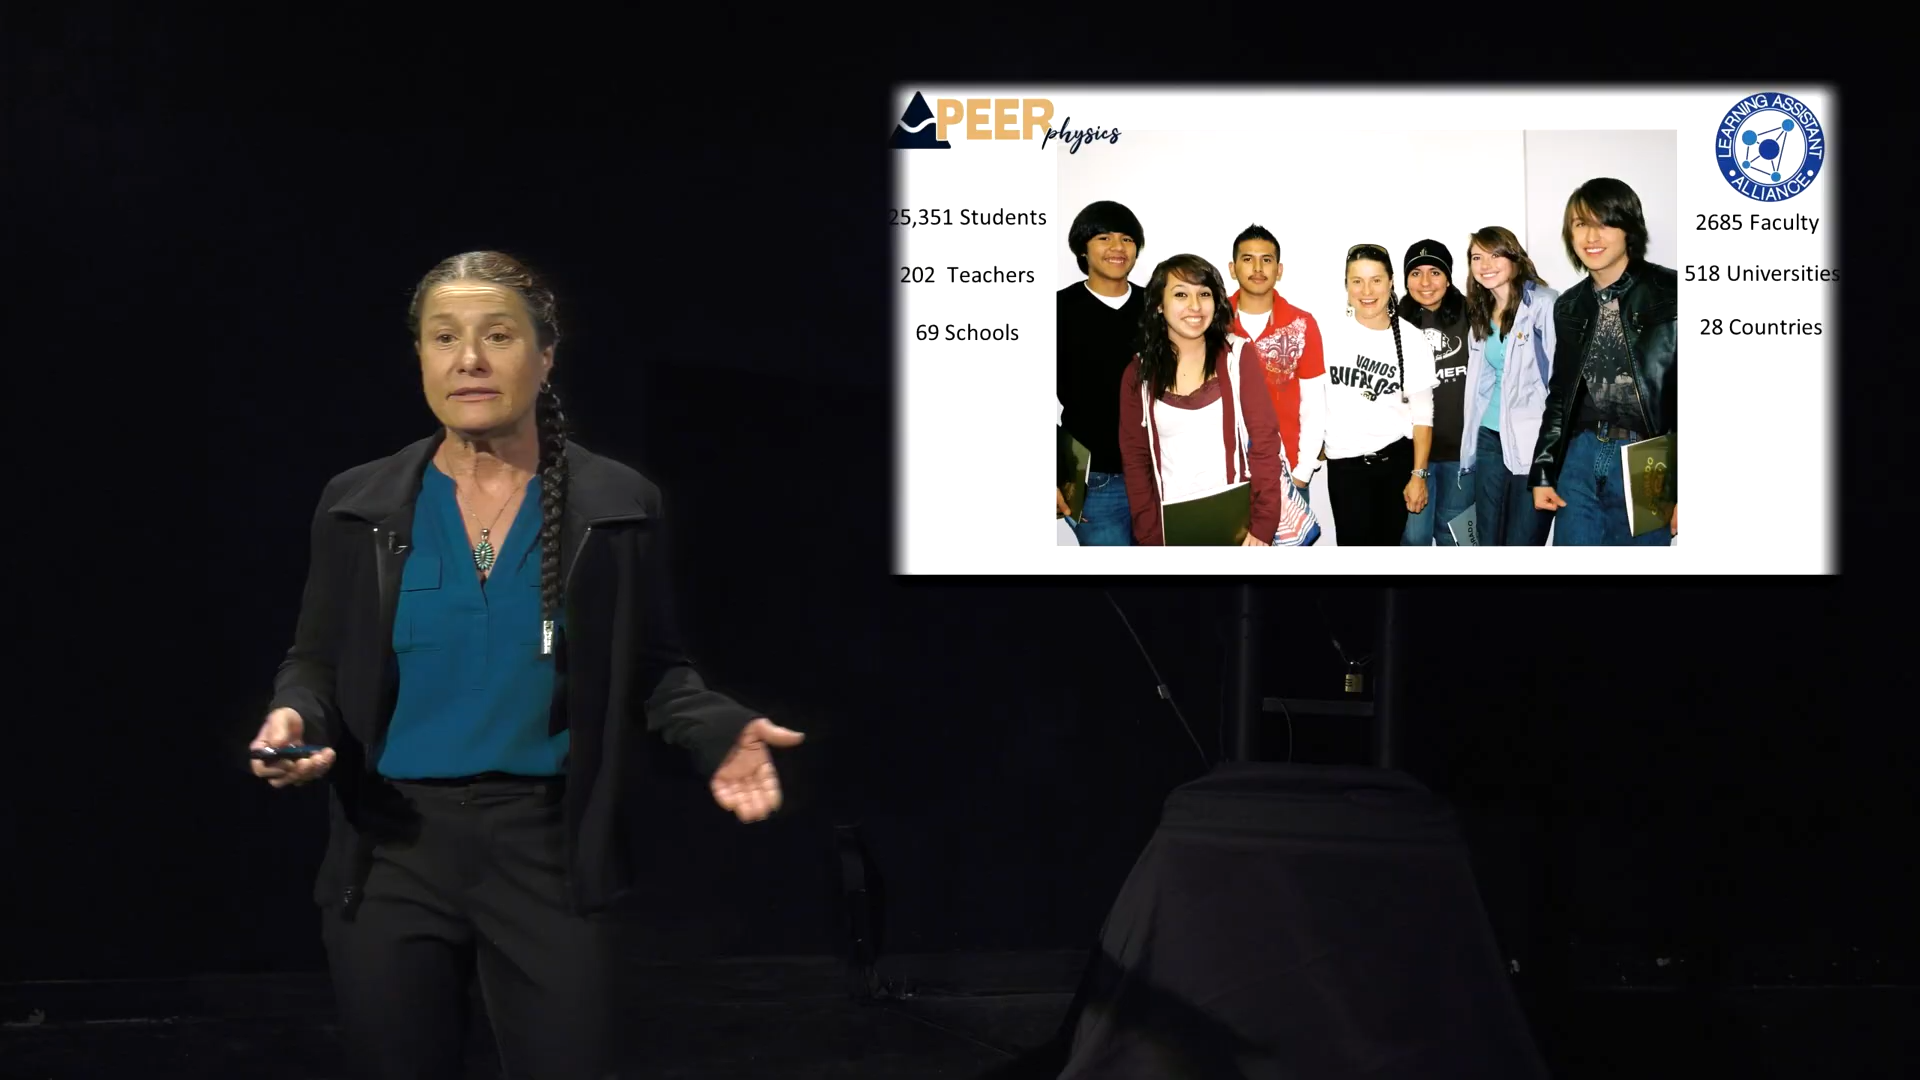 PEER
physics
25,351 Students
202 Teachers
69 Schools
LEARNING ASSISTANT
ALLIANCE
2685 Faculty
518 Universities
28 Countries
VAMOS
BUFALOS